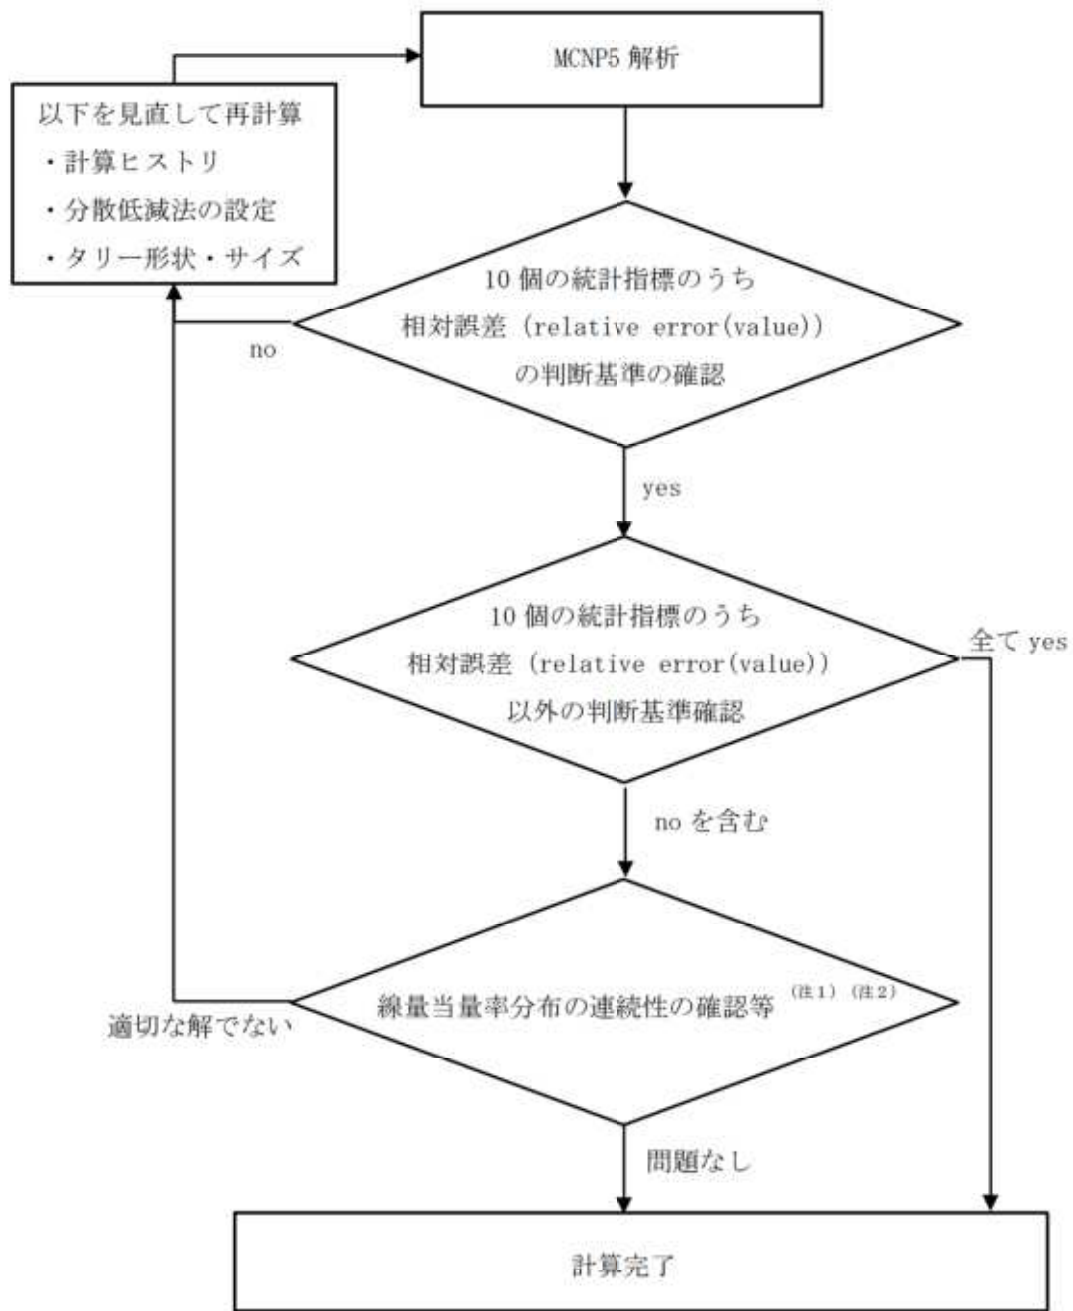 MCNP5 解析
以下を見直して再計算
・計算ヒストリ
・分散低減法の設定
・タリー形状・サイズ
10 個の統計指標のうち
相対誤差 (relative error(value))
の判断基準の確認
no
yes
10 個の統計指標のうち
相対誤差 (relative error(value))
以外の判断基準確認
全て yes
no を含む
線量当量率分布の連続性の確認等 (注1) (注2)
適切な解でない
問題なし
計算完了